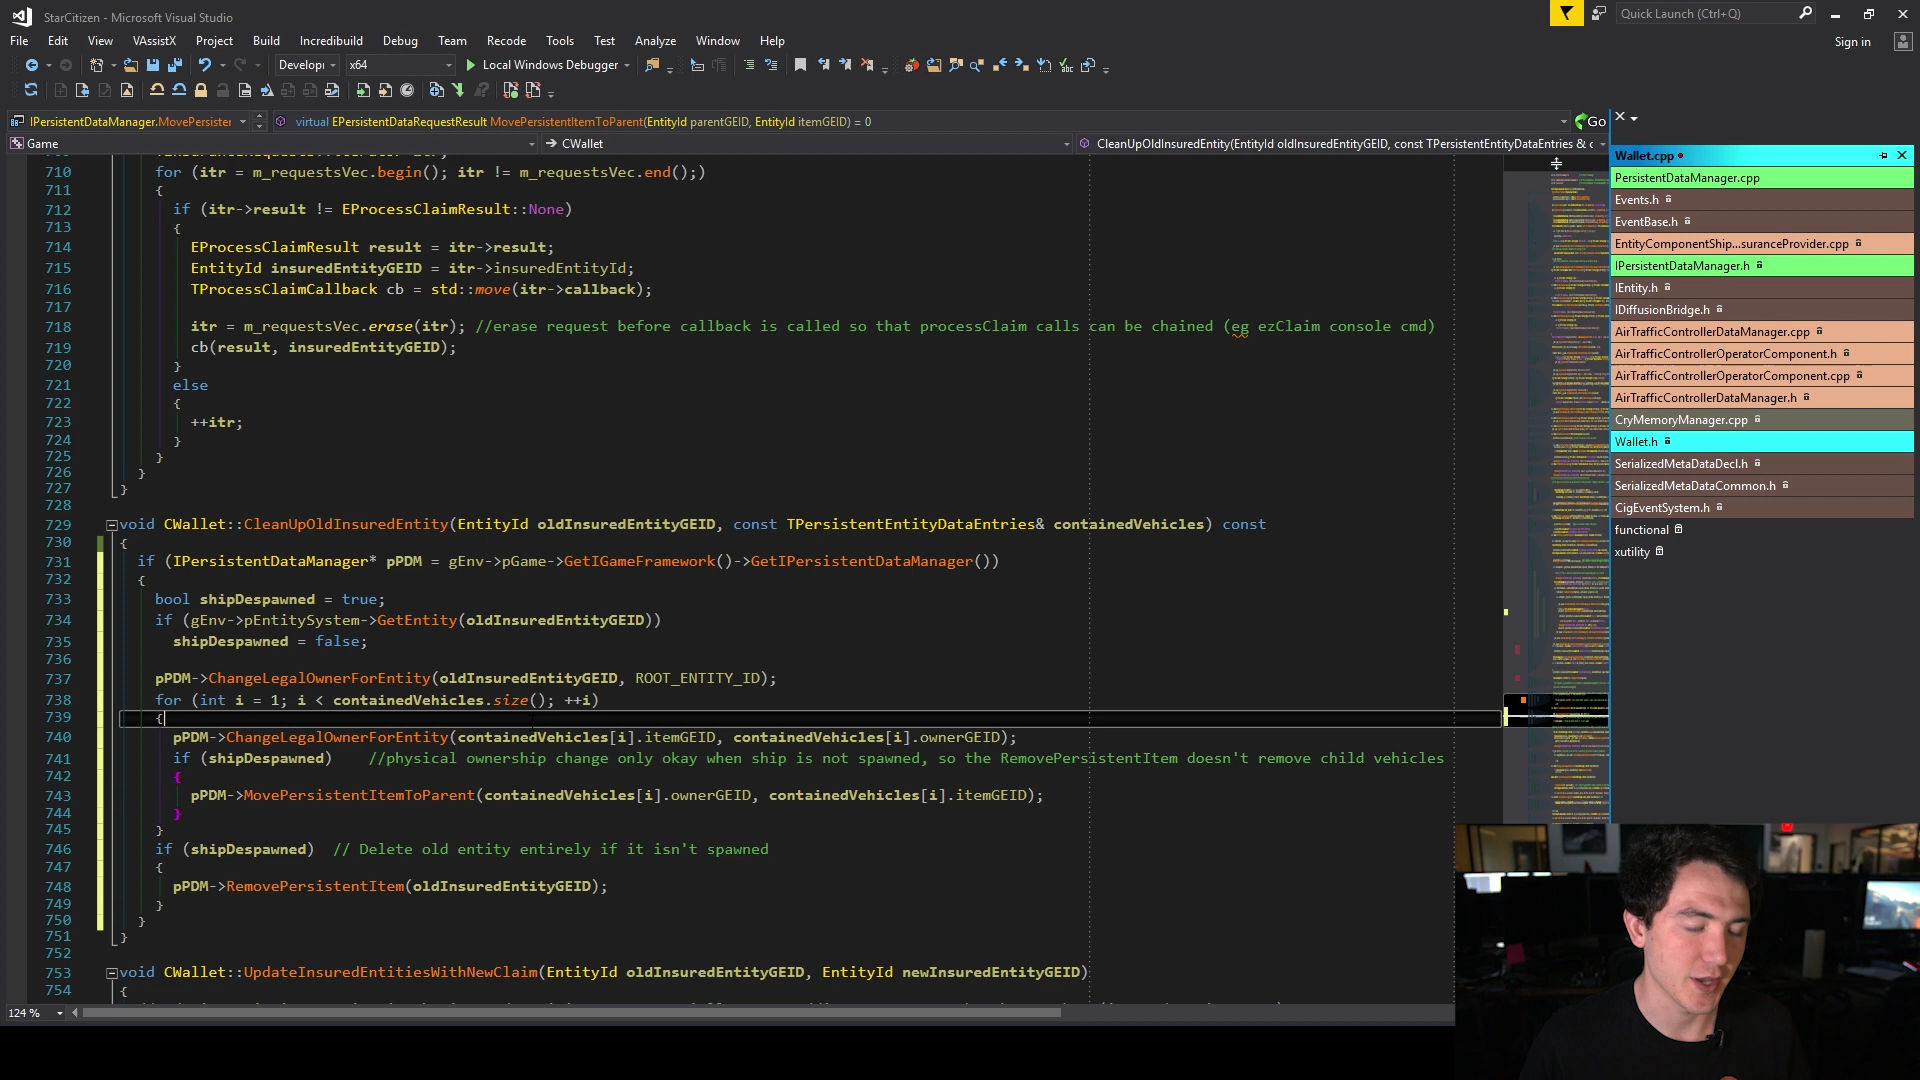 StarCitizen - Microsoft Visual Studio
Quick Launch (Ctrl+Q)
File Edit View VAssistX Project Build Incredibuild Debug Team Recode Tools Test Analyze Window Help
Sign in
Developi x64 Local Windows Debugger
IPersistentDataManager.MovePersister virtual EPersistentDataRequestResult MovePersistentItemToParent(EntityId parentGEID, EntityId itemGEID) = 0 Go
Game CWallet CleanUpOldInsuredEntity(EntityId oldInsuredEntityGEID, const TPersistentEntityDataEntries & c
710 for (itr = m_requestsVec.begin(); itr != m_requestsVec.end();)
711 {
712 if (itr->result != EProcessClaimResult::None)
713 {
714 EProcessClaimResult result = itr->result;
715 EntityId insuredEntityGEID = itr->insuredEntityId;
716 TProcessClaimCallback cb = std::move(itr->callback);
717
718 itr = m_requestsVec.erase(itr); //erase request before callback is called so that processClaim calls can be chained (eg ezClaim console cmd)
719 cb(result, insuredEntityGEID);
720 }
721 else
722 {
723 ++itr;
724 }
725 }
726 }
727 }
728
729 void CWallet::CleanUpOldInsuredEntity(EntityId oldInsuredEntityGEID, const TPersistentEntityDataEntries& containedVehicles) const
730 {
731 if (IPersistentDataManager* pPDM = gEnv->pGame->GetIGameFramework()->GetIPersistentDataManager())
732 {
733 bool shipDespawned = true;
734 if (gEnv->pEntitySystem->GetEntity(oldInsuredEntityGEID))
735 shipDespawned = false;
736
737 pPDM->ChangeLegalOwnerForEntity(oldInsuredEntityGEID, ROOT_ENTITY_ID);
738 for (int i = 1; i < containedVehicles.size(); ++i)
739 {
740 pPDM->ChangeLegalOwnerForEntity(containedVehicles[i].itemGEID, containedVehicles[i].ownerGEID);
741 if (shipDespawned) //physical ownership change only okay when ship is not spawned, so the RemovePersistentItem doesn't remove child vehicles
742 {
743 pPDM->MovePersistentItemToParent(containedVehicles[i].ownerGEID, containedVehicles[i].itemGEID);
744 }
745 }
746 if (shipDespawned) // Delete old entity entirely if it isn't spawned
747 {
748 pPDM->RemovePersistentItem(oldInsuredEntityGEID);
749 }
750 }
751 }
752
753 void CWallet::UpdateInsuredEntitiesWithNewClaim(EntityId oldInsuredEntityGEID, EntityId newInsuredEntityGEID)
754 {
124 %
Wallet.cpp
PersistentDataManager.cpp
Events.h
EventBase.h
EntityComponentShip...suranceProvider.cpp
IPersistentDataManager.h
IEntity.h
IDiffusionBridge.h
AirTrafficControllerDataManager.cpp
AirTrafficControllerOperatorComponent.h
AirTrafficControllerOperatorComponent.cpp
AirTrafficControllerDataManager.h
CryMemoryManager.cpp
Wallet.h
SerializedMetaDataDecl.h
SerializedMetaDataCommon.h
CigEventSystem.h
functional
xutility